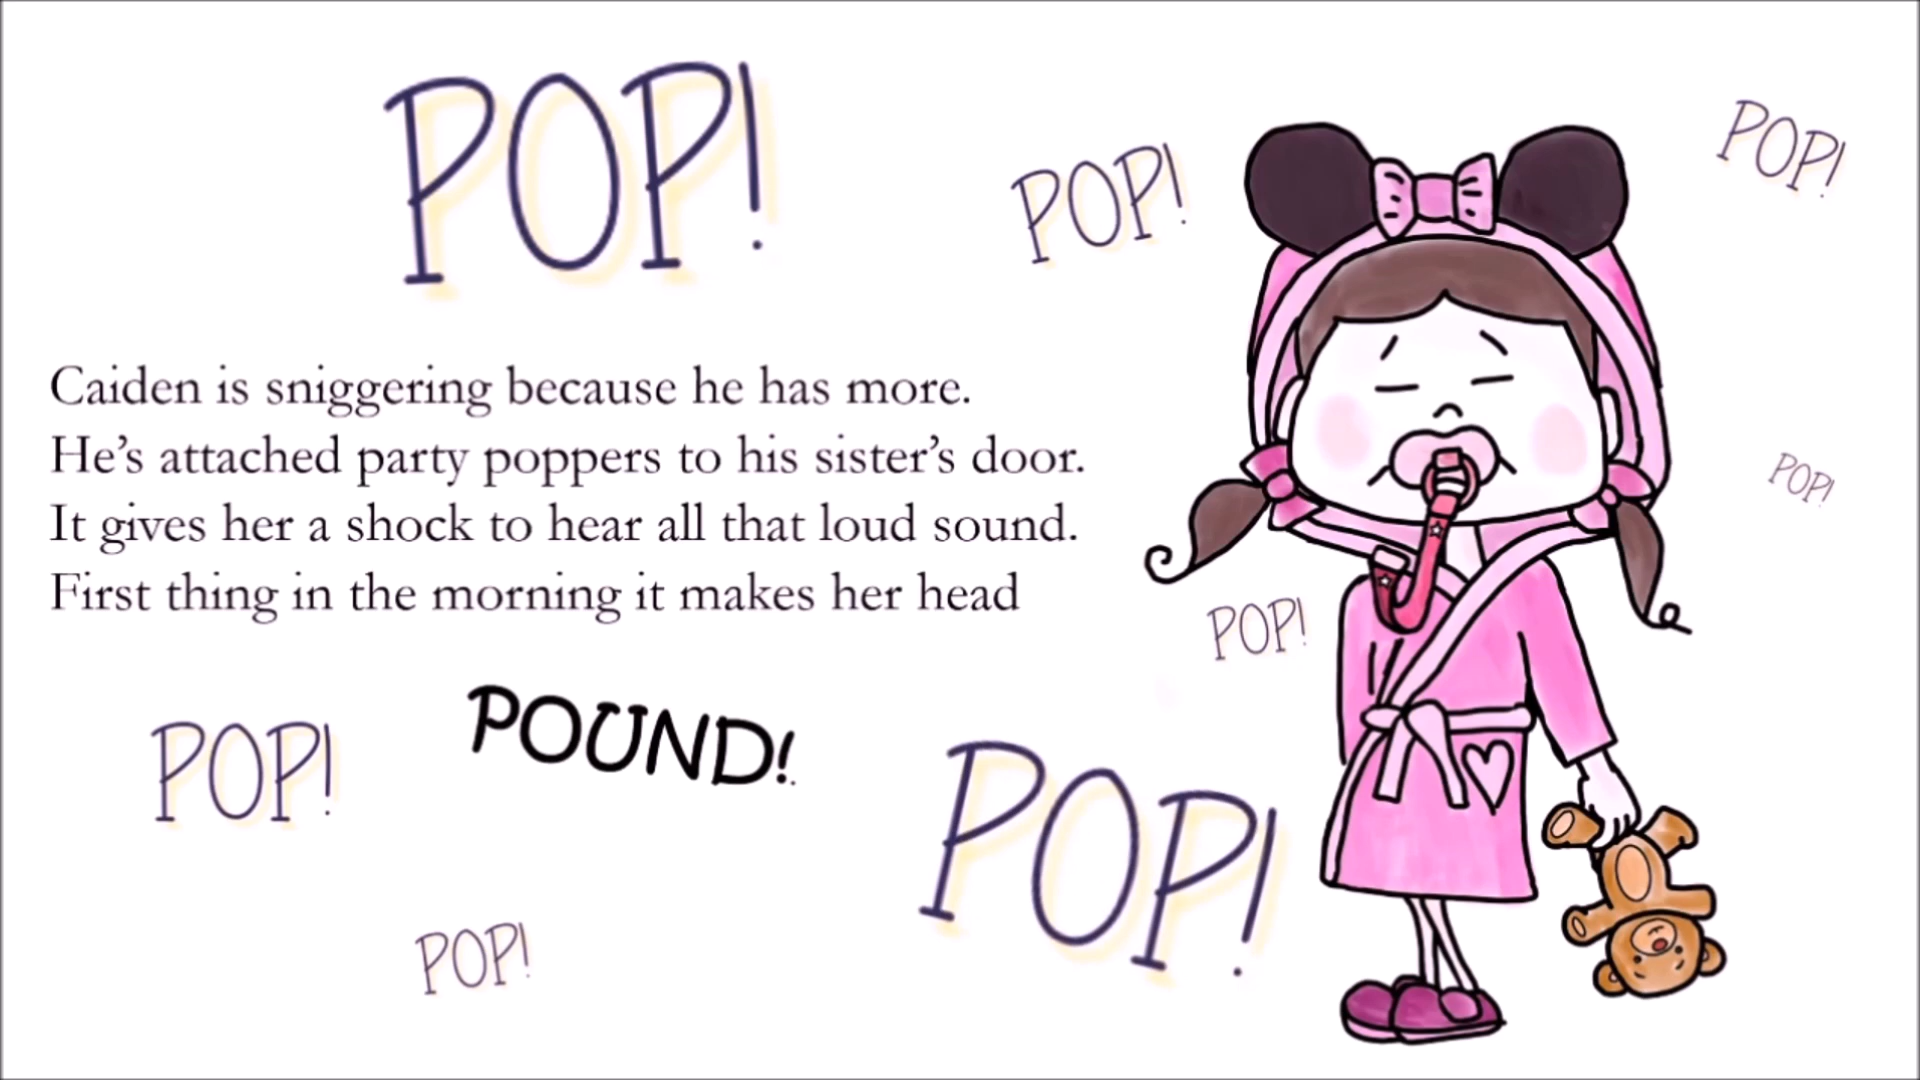 POP!
POP!
POP!
Caiden is sniggering because he has more.
He's attached party poppers to his sister's door.
It gives her a shock to hear all that loud sound.
First thing in the morning it makes her head
POP!
POP!
POP!
POUND!
POP!
POP!